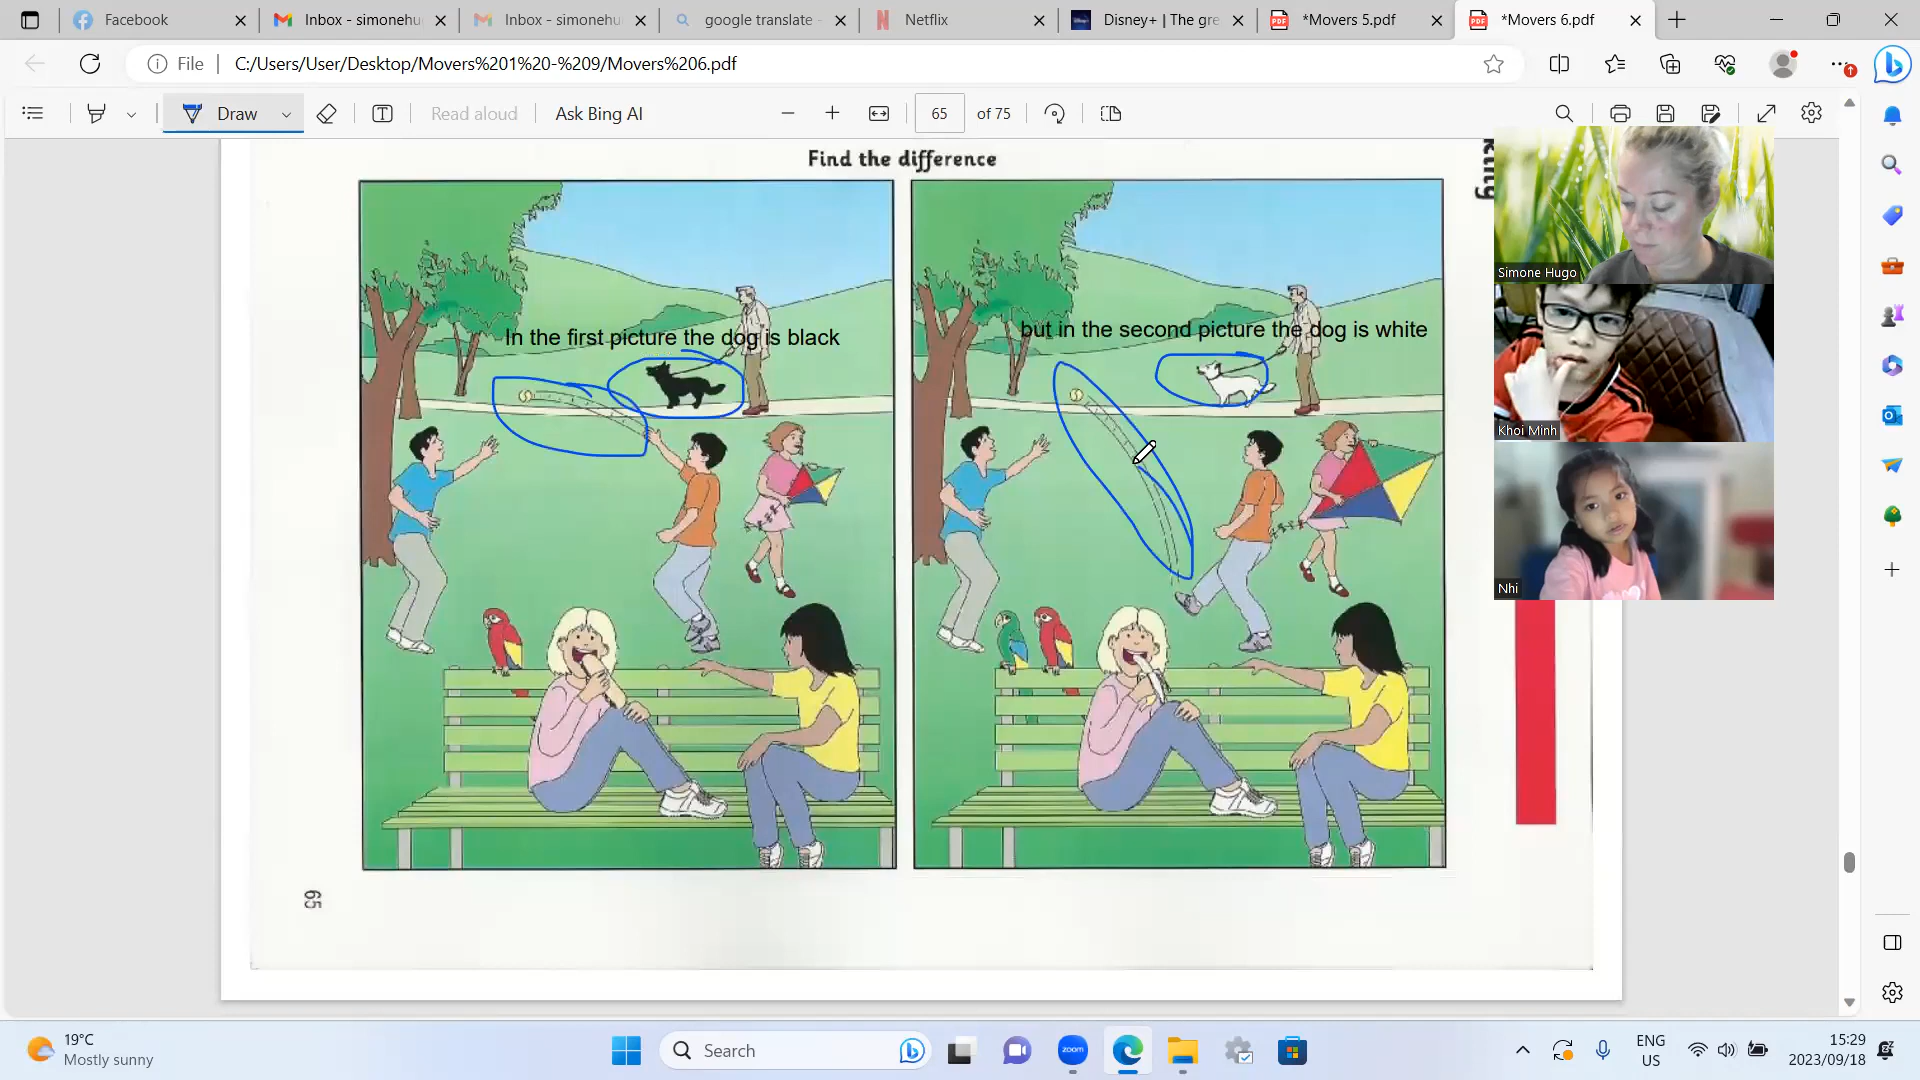 Facebook
Inbox - simonehu
Inbox - simonehu
google translate -
Netflix
Disney+ | The gre
*Movers 5.pdf
*Movers 6.pdf
File
C:/Users/User/Desktop/Movers%201%20-%209/Movers%206.pdf
Draw
Read aloud
Ask Bing AI
65
of 75
Find the difference
In the first picture the dog is black
but in the second picture the dog is white
Simone Hugo
Khoi Minh
Nhi
65
19°C
Mostly sunny
Search
zoom
ENG
US
15:29
2023/09/18